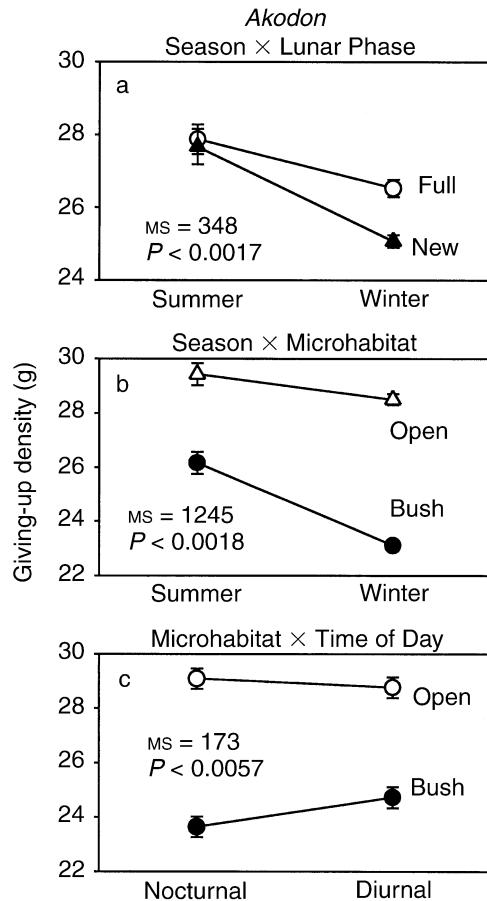 Akodon
Season × Lunar Phase
30
a
28
26
24
Full
New
MS = 348
P < 0.0017
Summer
Winter
Season × Microhabitat
30
b
28
26
24
22
Open
Bush
MS = 1245
P < 0.0018
Summer
Winter
Giving-up density (g)
Microhabitat × Time of Day
30
c
28
26
24
22
Open
MS = 173
P < 0.0057
Bush
Nocturnal
Diurnal